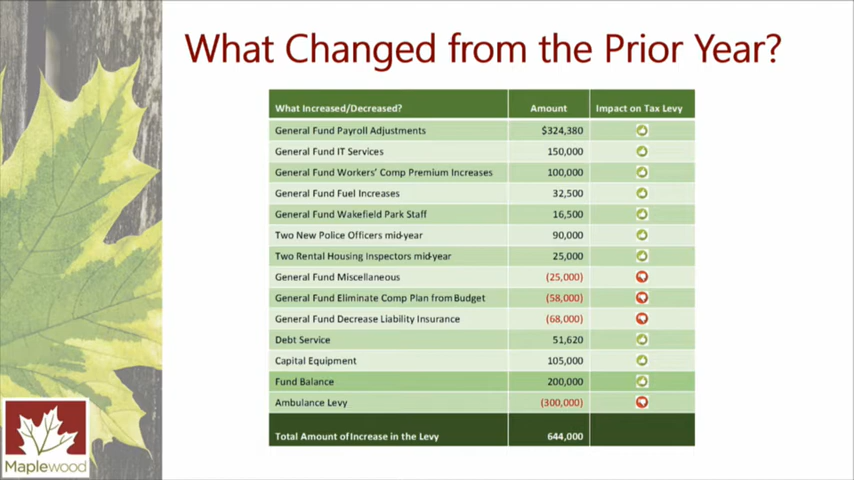 What Changed from the Prior Year?
What Increased/Decreased? Amount Impact on Tax Levy
General Fund Payroll Adjustments $324,380
General Fund IT Services 150,000
General Fund Workers' Comp Premium Increases 100,000
General Fund Fuel Increases 32,500
General Fund Wakefield Park Staff 16,500
Two New Police Officers mid-year 90,000
Two Rental Housing Inspectors mid-year 25,000
General Fund Miscellaneous (25,000)
General Fund Eliminate Comp Plan from Budget (58,000)
General Fund Decrease Liability Insurance (68,000)
Debt Service 51,620
Capital Equipment 105,000
Fund Balance 200,000
Ambulance Levy (300,000)
Total Amount of Increase in the Levy 644,000
Maplewood